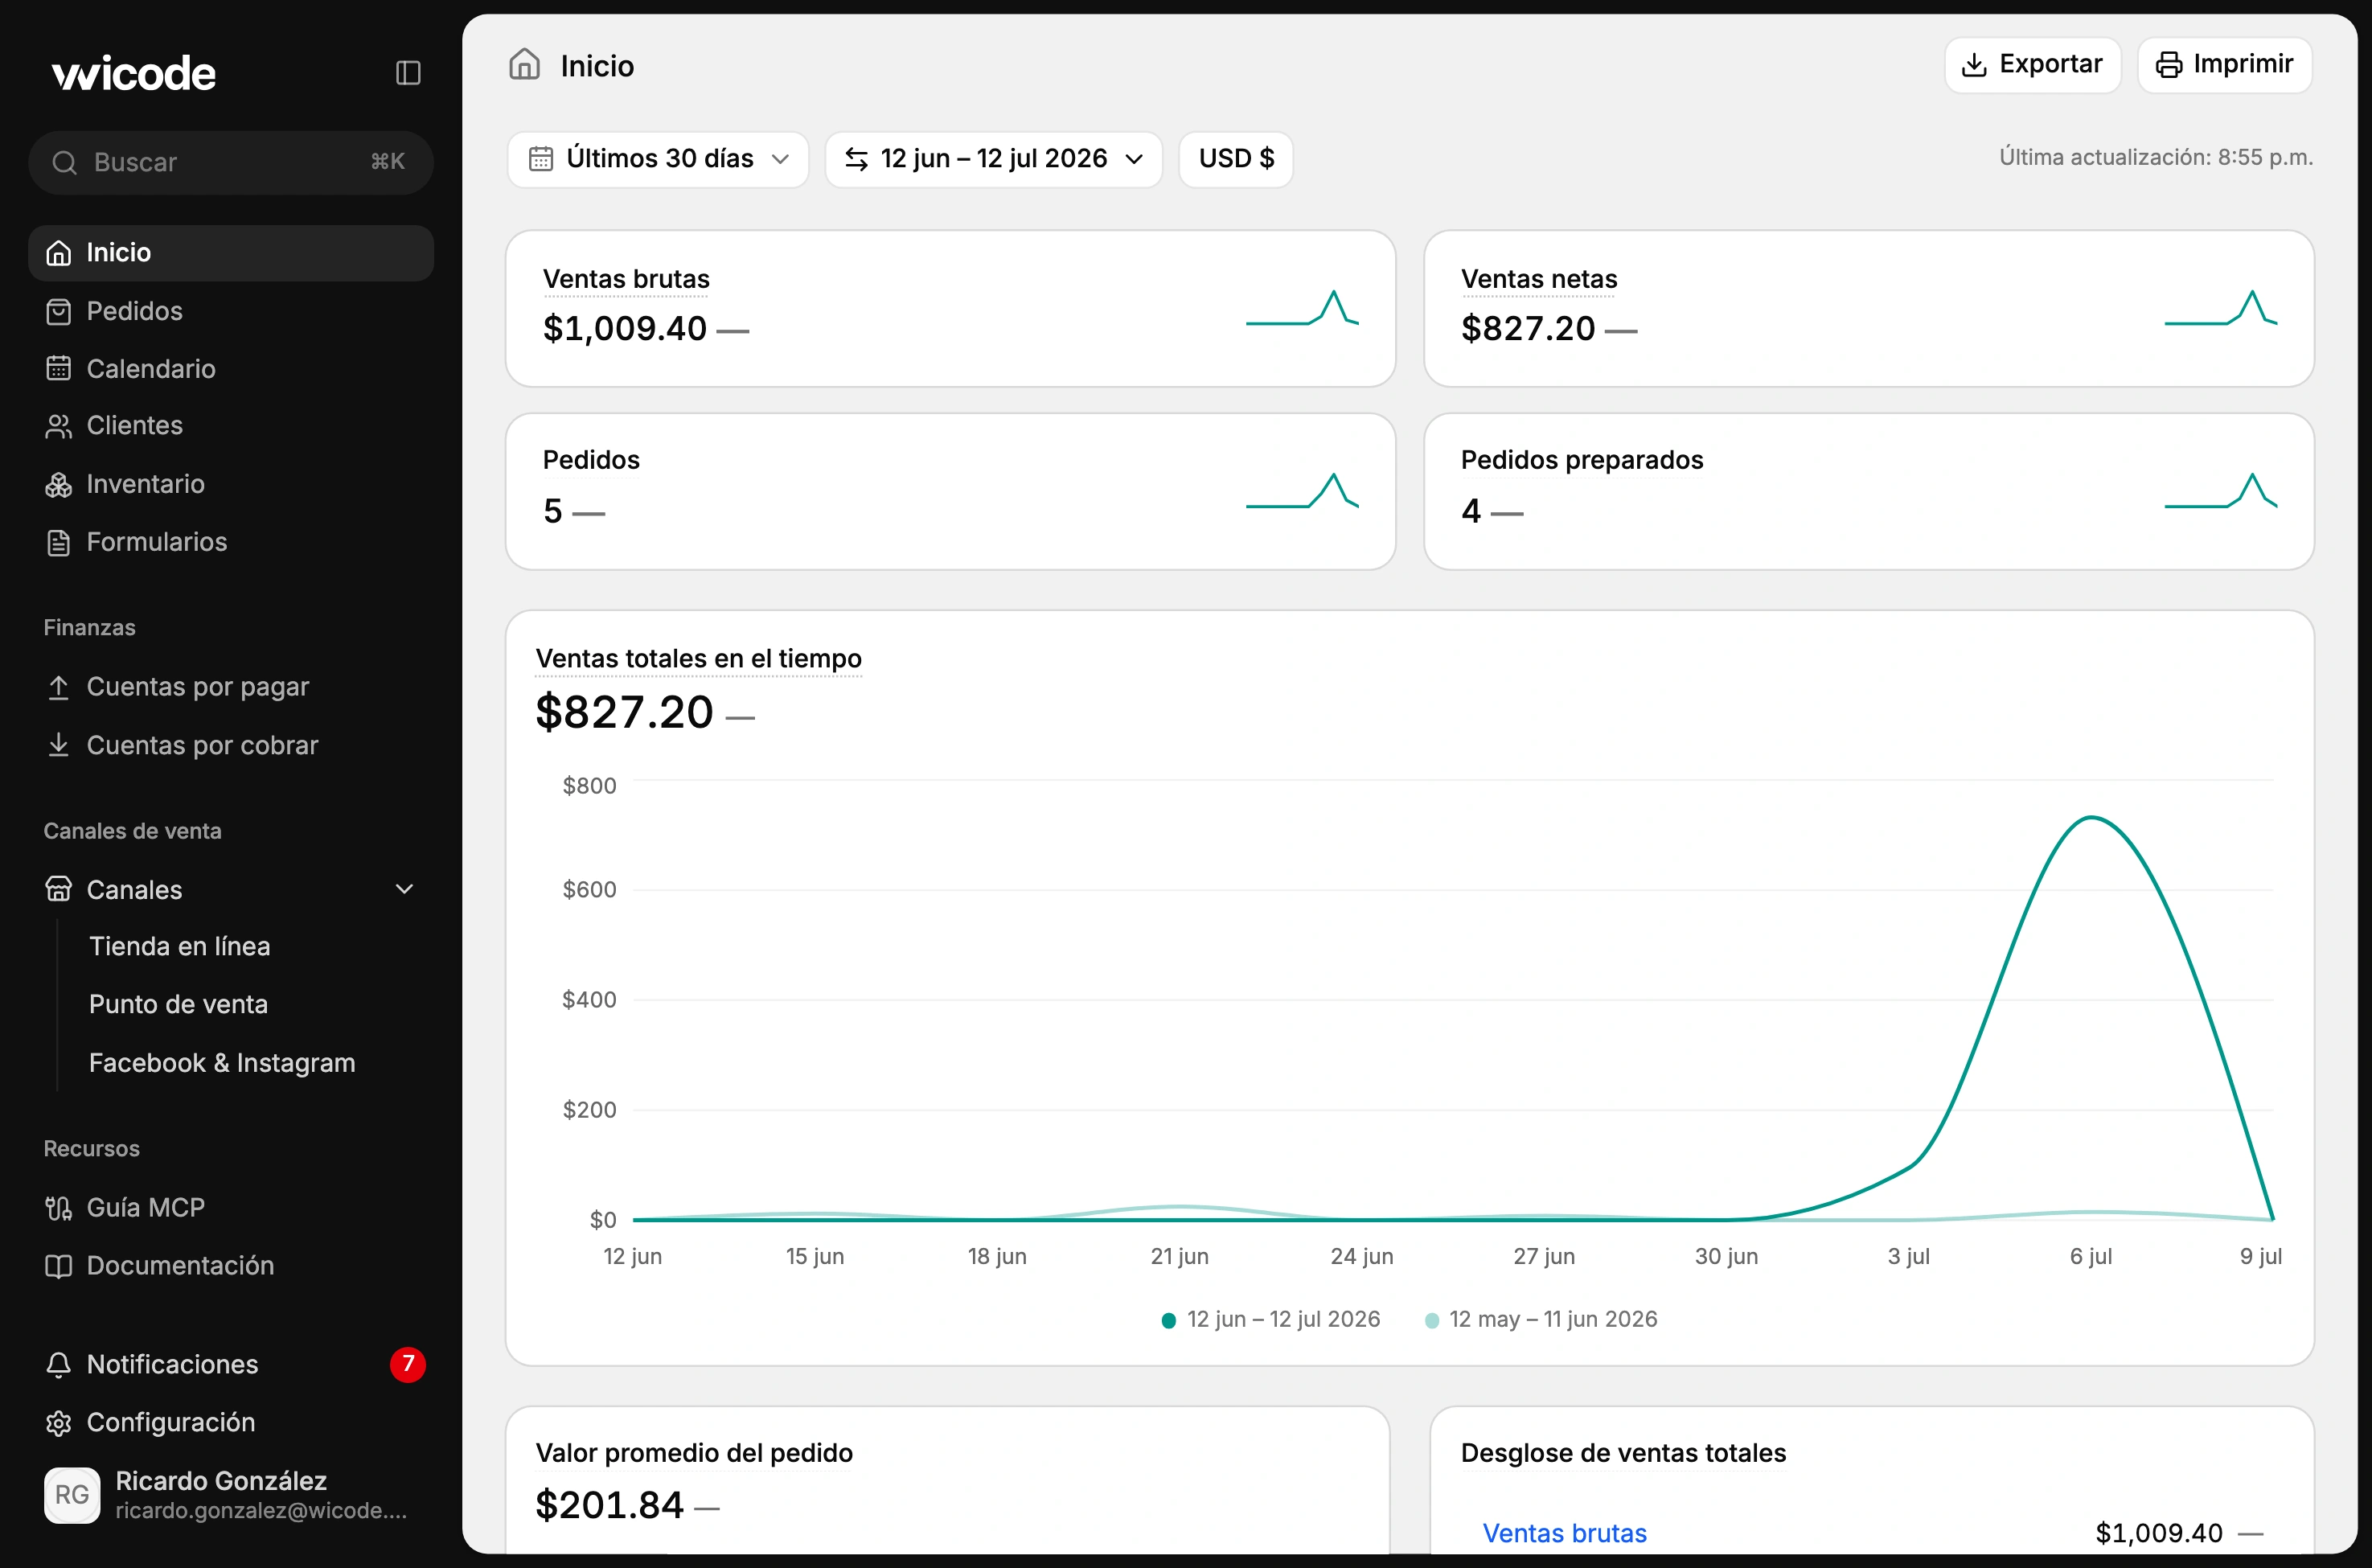 wicode
Buscar ⌘K
Inicio
Pedidos
Calendario
Clientes
Inventario
Formularios
Finanzas
Cuentas por pagar
Cuentas por cobrar
Canales de venta
Canales
Tienda en línea
Punto de venta
Facebook & Instagram
Recursos
Guía MCP
Documentación
Notificaciones 7
Configuración
RG
Ricardo González
ricardo.gonzalez@wicode....
Inicio
Exportar
Imprimir
Últimos 30 días
12 jun – 12 jul 2026
USD $
Última actualización: 8:55 p.m.
Ventas brutas
$1,009.40 —
Ventas netas
$827.20 —
Pedidos
5 —
Pedidos preparados
4 —
Ventas totales en el tiempo
$827.20 —
$800
$600
$400
$200
$0
12 jun 15 jun 18 jun 21 jun 24 jun 27 jun 30 jun 3 jul 6 jul 9 jul
12 jun – 12 jul 2026 12 may – 11 jun 2026
Valor promedio del pedido
$201.84 —
Desglose de ventas totales
Ventas brutas $1,009.40 —